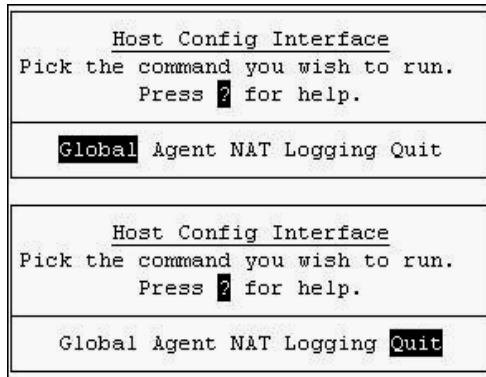 Host Config Interface
Pick the command you wish to run.
Press ? for help.
Global Agent NAT Logging Quit
Host Config Interface
Pick the command you wish to run.
Press ? for help.
Global Agent NAT Logging Quit